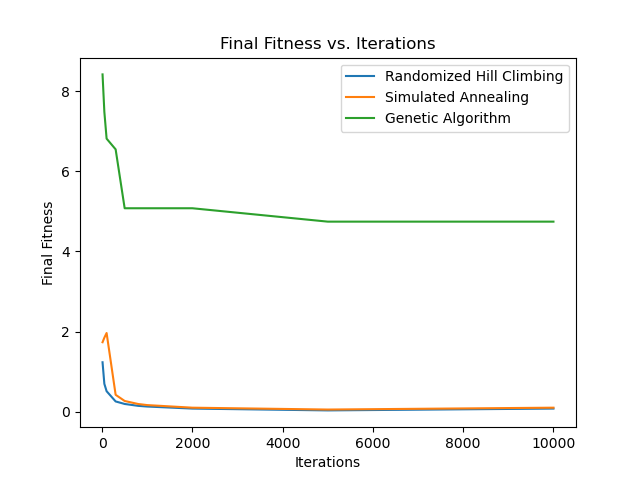 Final Fitness vs. Iterations
Randomized Hill Climbing
Simulated Annealing
Genetic Algorithm
8
6
4
2
0
Final Fitness
0 2000 4000 6000 8000 10000
Iterations